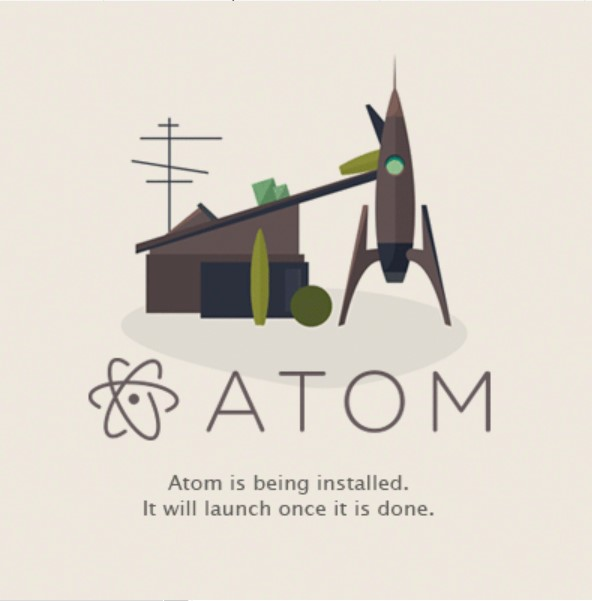 ATOM
Atom is being installed.
It will launch once it is done.